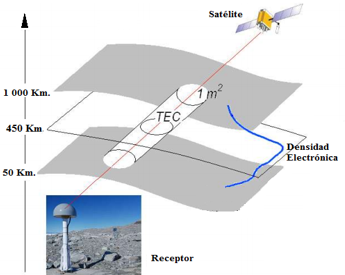 Satélite
1 000 Km.
1 m²
TEC
450 Km
Densidad
Electrónica
50 Km.
Receptor